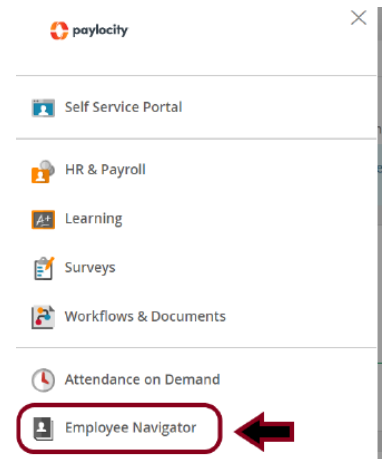 paylocity
Self Service Portal
HR & Payroll
A+
Learning
Surveys
Workflows & Documents
Attendance on Demand
Employee Navigator